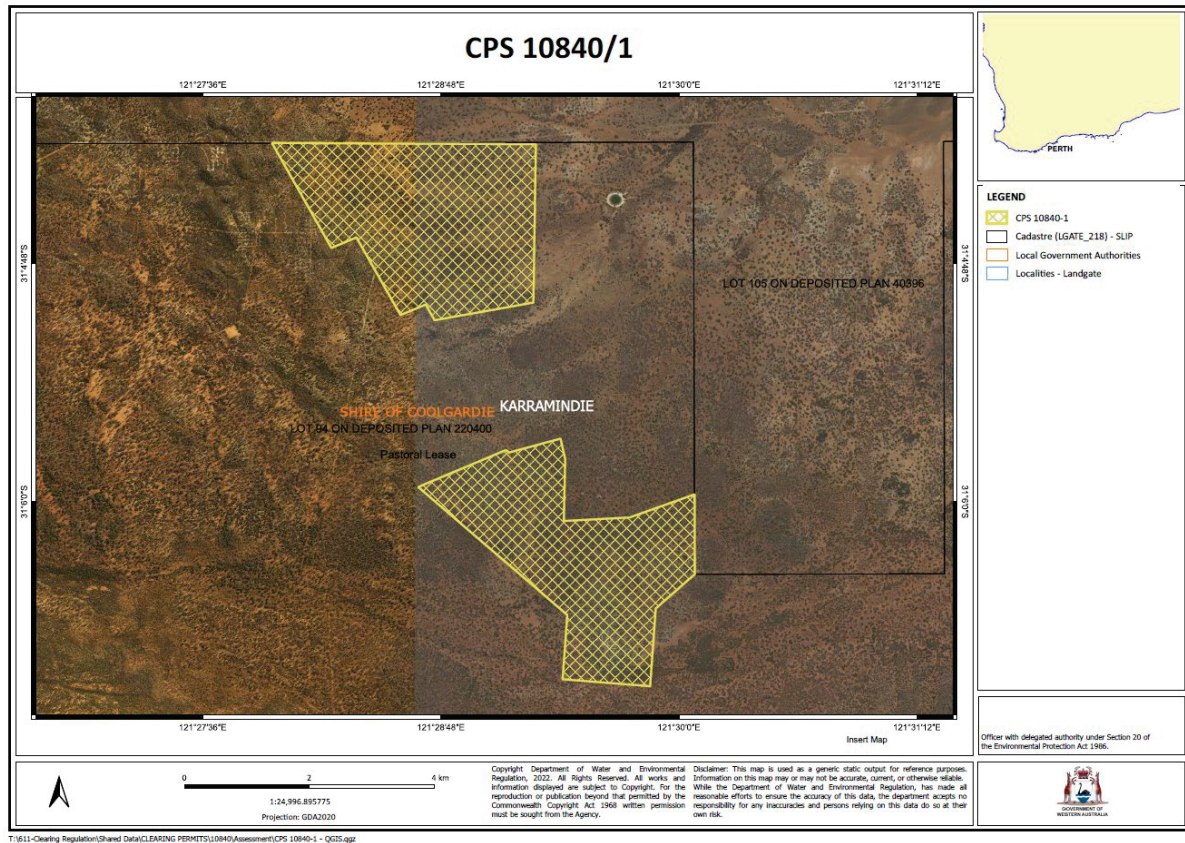 CPS 10840/1
121°27'36"E
121°28'48"E
121°30'0"E
121°31'12"E
PERTH
LEGEND
CPS 10840-1
Cadastre (LGATE_218) - SLIP
Local Government Authorities
Localities - Landgate
31°4'48"S
31°4'48"S
LOT 105 ON DEPOSITED PLAN 40396
SHIRE OF COOLGARDIE
KARRAMINDIE
LOT 94 ON DEPOSITED PLAN 220400
Pastoral Lease
31°6'0"S
31°6'0"S
121°27'36"E
121°28'48"E
121°30'0"E
121°31'12"E
Insert Map
Officer with delegated authority under Section 20 of
the Environmental Protection Act 1986.
0 2 4 km
1:24,996.895775
Projection: GDA2020
Copyright Department of Water and Environmental
Regulation, 2022. All Rights Reserved. All works and
information displayed are subject to Copyright. For the
reproduction or publication beyond that permitted by the
Commonwealth Copyright Act 1968 written permission
must be sought from the Agency.
Disclaimer: This map is used as a generic static output for reference purposes.
Information on this map may or may not be accurate, current, or otherwise reliable.
While the Department of Water and Environmental Regulation, has made all
reasonable efforts to ensure the accuracy of this data, the department accepts no
responsibility for any inaccuracies and persons relying on this data do so at their
own risk.
GOVERNMENT OF
WESTERN AUSTRALIA
T:\611-Clearing Regulation\Shared Data\CLEARING PERMITS\10840\Assessment\CPS 10840-1 - QGIS.qgz